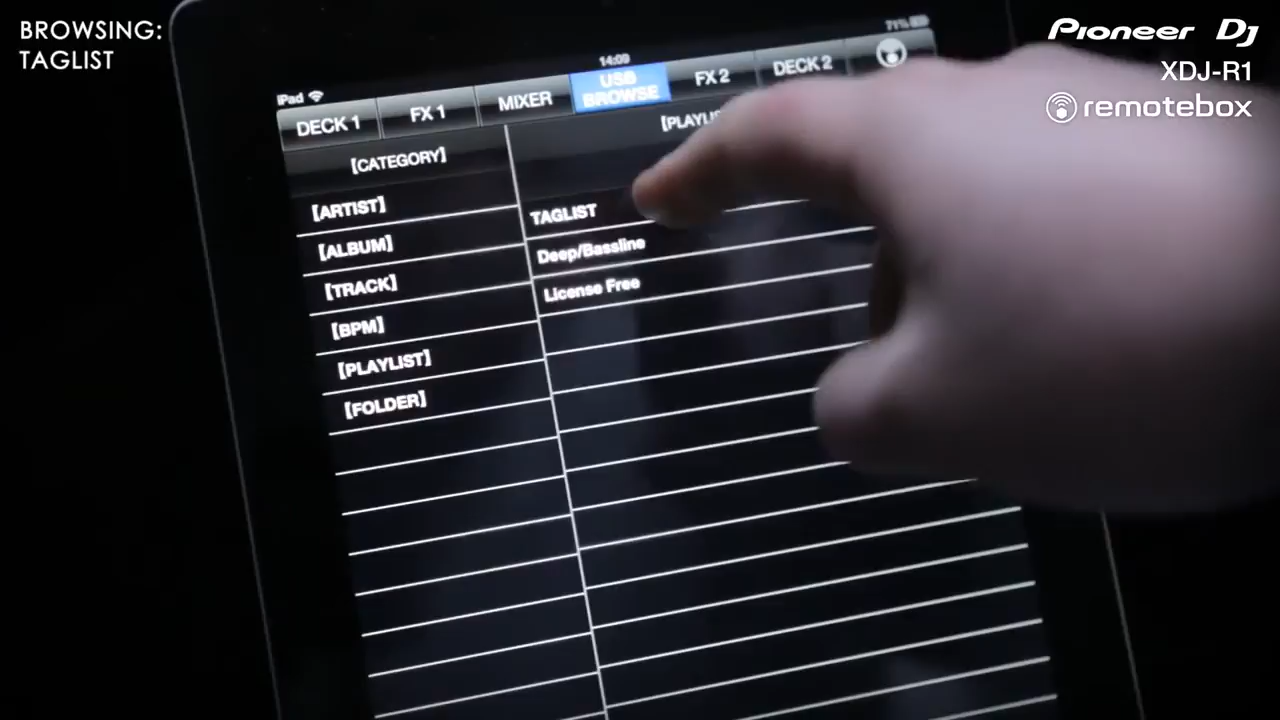 BROWSING:
TAGLIST
Pioneer Dj
XDJ-R1
remotebox
iPad
14:09
71%
DECK 1
FX 1
MIXER
USB
BROWSE
FX 2
DECK 2
[CATEGORY]
[PLAYLI
[ARTIST]
[ALBUM]
[TRACK]
[BPM]
[PLAYLIST]
[FOLDER]
TAGLIST
Deep/Bassline
License Free